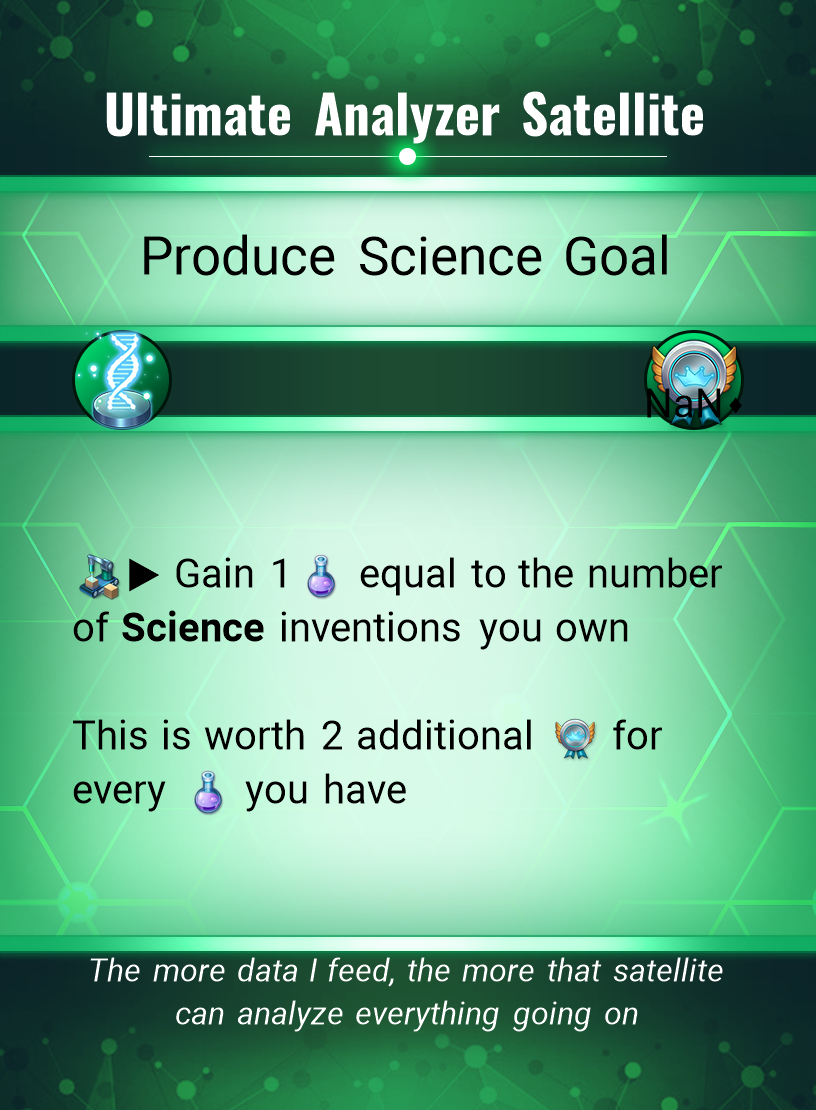 Ultimate Analyzer Satellite
Produce Science Goal
NaN
▶ Gain 1 equal to the number
of Science inventions you own
This is worth 2 additional for
every you have
The more data I feed, the more that satellite
can analyze everything going on